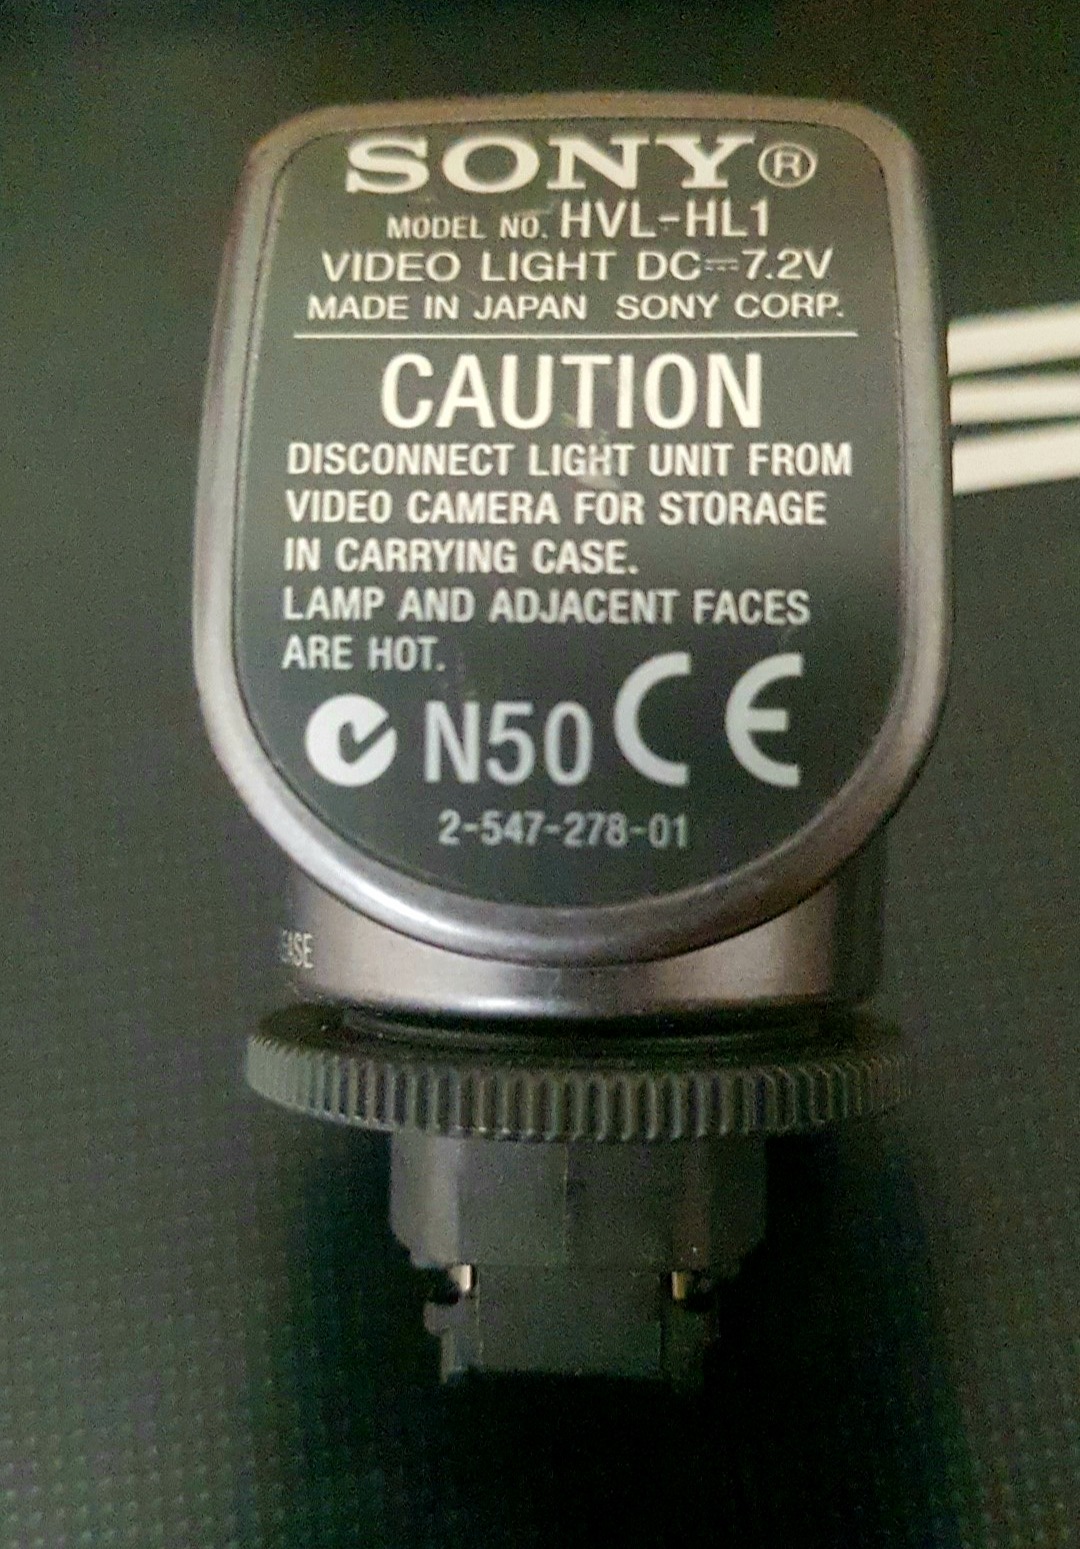 SONY®
MODEL NO. HVL-HL1
VIDEO LIGHT DC⎓7.2V
MADE IN JAPAN SONY CORP.
CAUTION
DISCONNECT LIGHT UNIT FROM
VIDEO CAMERA FOR STORAGE
IN CARRYING CASE.
LAMP AND ADJACENT FACES
ARE HOT.
N50 CE
2-547-278-01